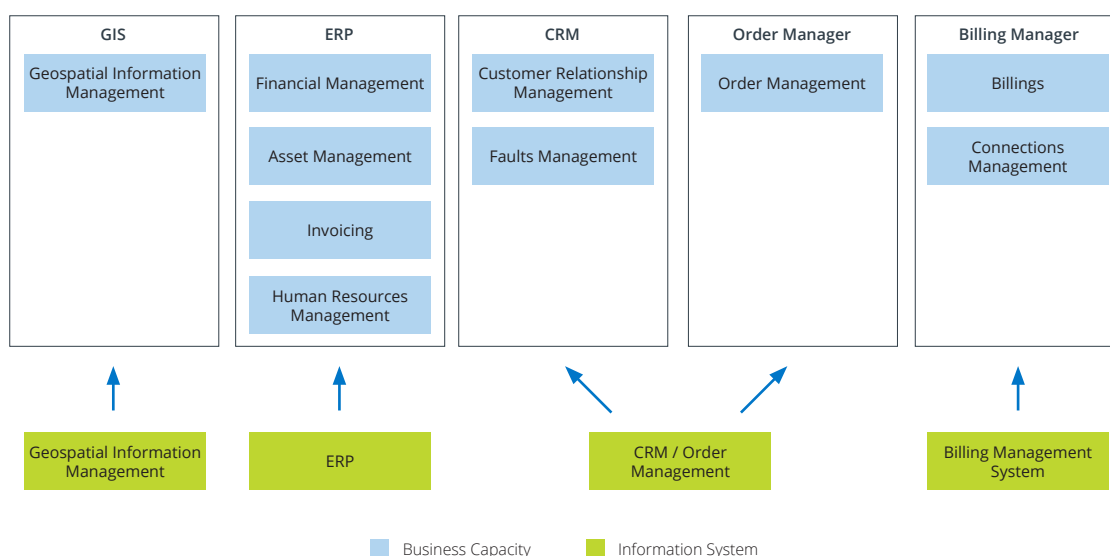 GIS
Geospatial Information
Management
ERP
Financial Management
Asset Management
Invoicing
Human Resources
Management
CRM
Customer Relationship
Management
Faults Management
Order Manager
Order Management
Billing Manager
Billings
Connections
Management
Geospatial Information
Management
ERP
CRM / Order
Management
Billing Management
System
Business Capacity
Information System